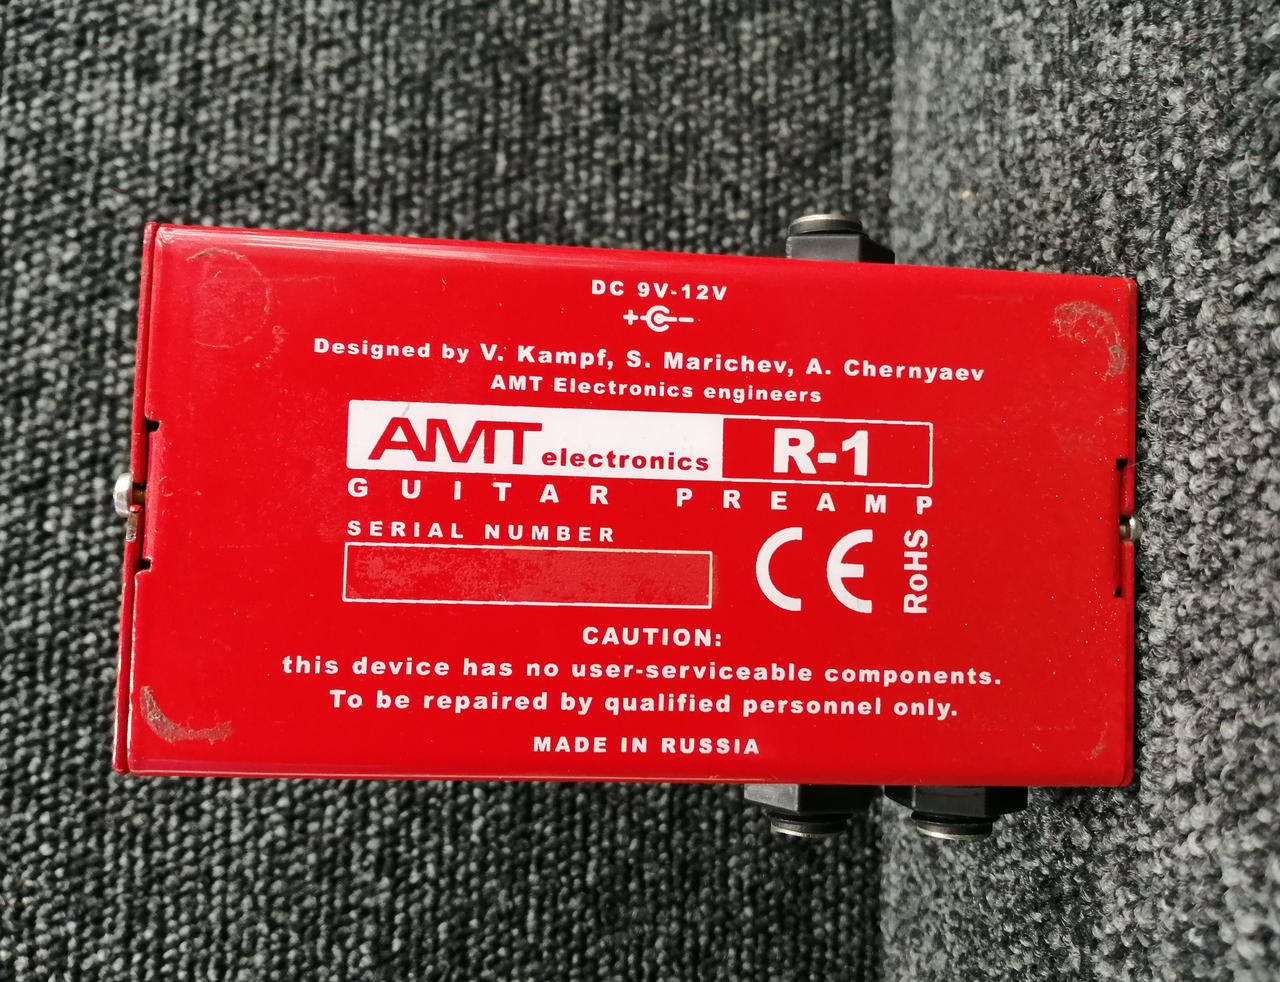 DC 9V-12V
+ -
Designed by V. Kampf, S. Marichev, A. Chernyaev
AMT Electronics engineers
AMT electronics R-1
GUITAR PREAMP
SERIAL NUMBER
CE RoHS
CAUTION:
this device has no user-serviceable components.
To be repaired by qualified personnel only.
MADE IN RUSSIA